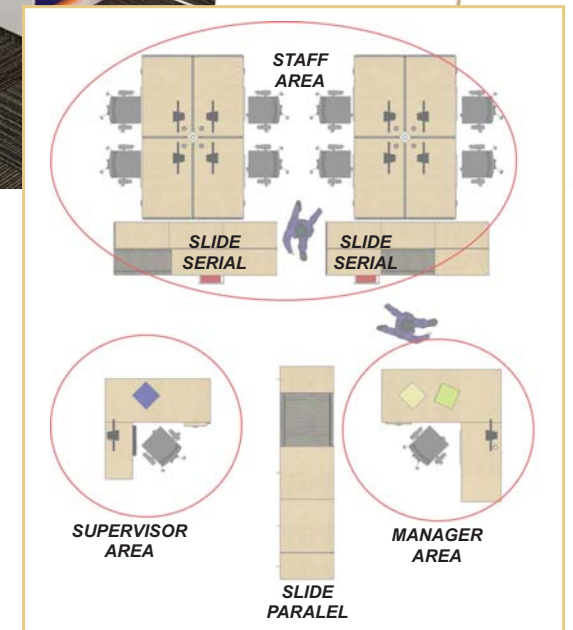 STAFF
AREA
SLIDE
SERIAL
SLIDE
SERIAL
SUPERVISOR
AREA
MANAGER
AREA
SLIDE
PARALEL